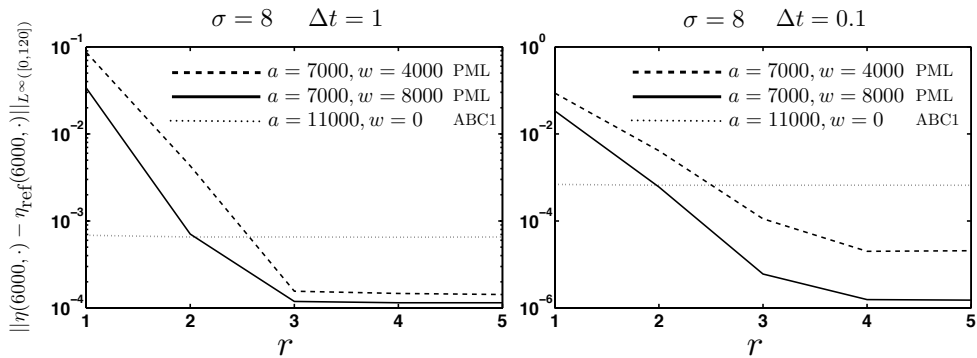 σ = 8 Δt = 1
||η(6000, ·) − η_ref(6000, ·)||_{L^∞([0,120])}
10^{-1}
10^{-2}
10^{-3}
10^{-4}
a = 7000, w = 4000 PML
a = 7000, w = 8000 PML
a = 11000, w = 0 ABC1
1 2 3 4 5
r
σ = 8 Δt = 0.1
10^0
10^{-2}
10^{-4}
10^{-6}
a = 7000, w = 4000 PML
a = 7000, w = 8000 PML
a = 11000, w = 0 ABC1
1 2 3 4 5
r